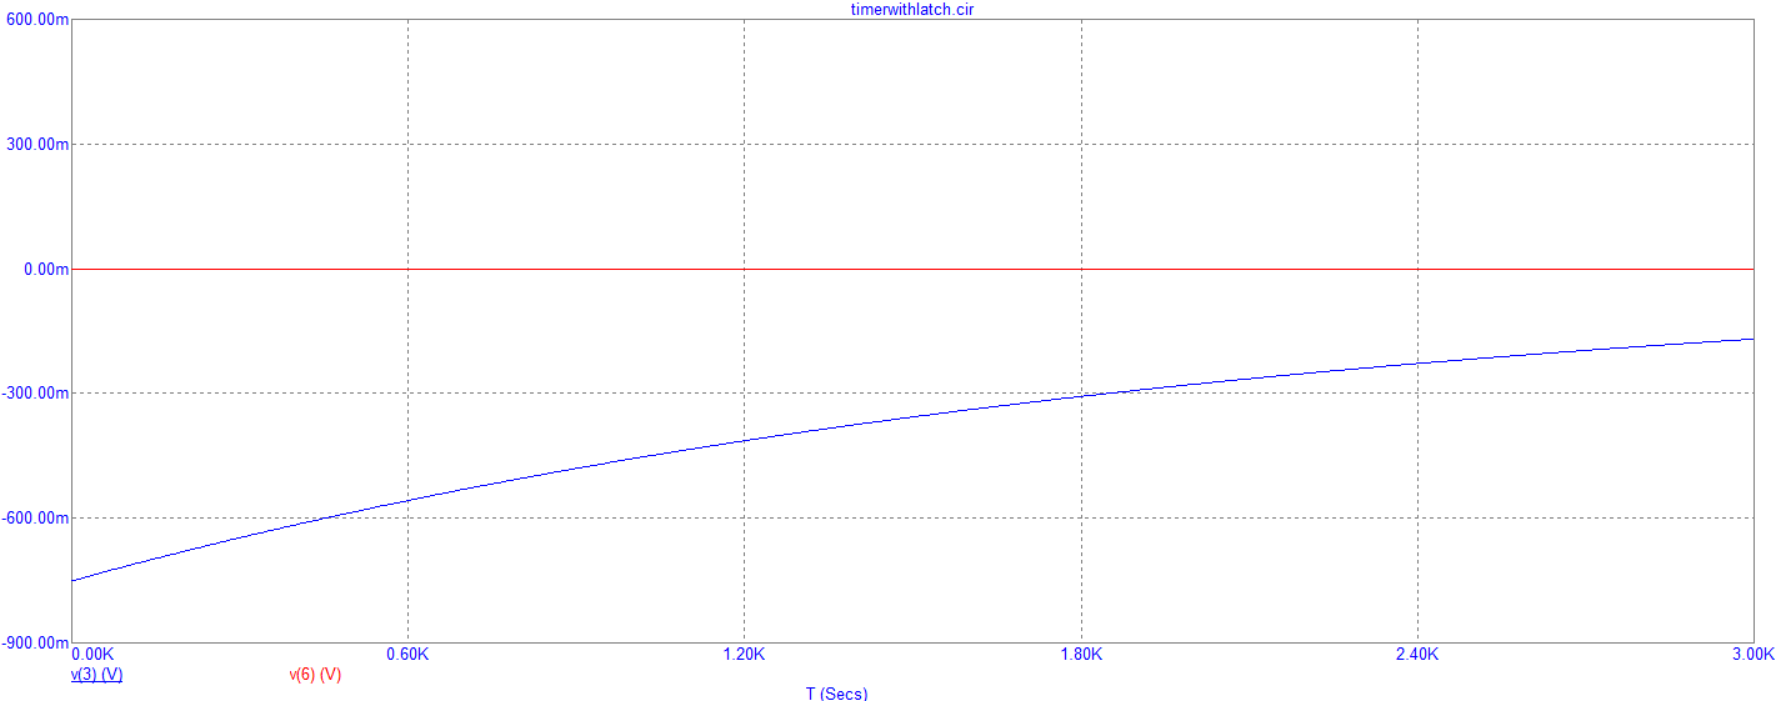 timerwithlatch.cir
600.00m
300.00m
0.00m
-300.00m
-600.00m
-900.00m
0.00K 0.60K 1.20K 1.80K 2.40K 3.00K
v(3) (V) v(6) (V)
T (Secs)